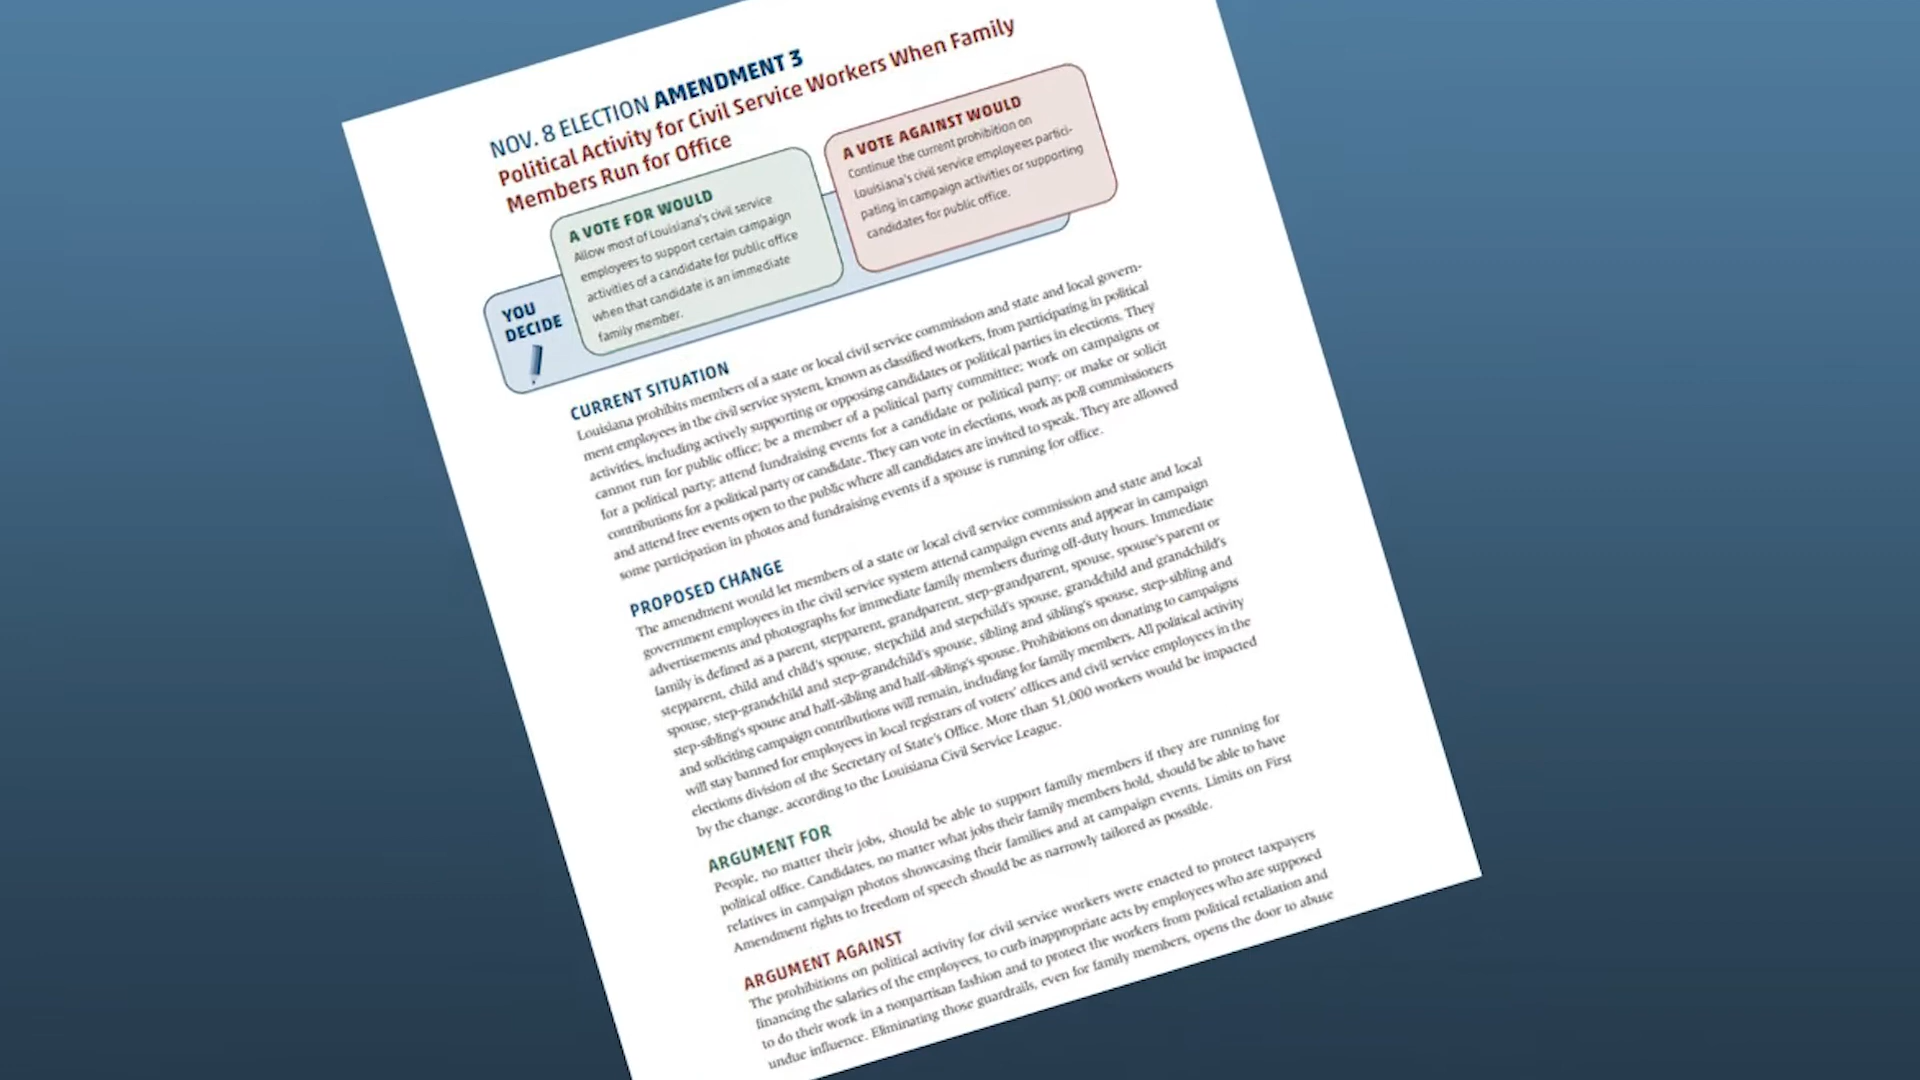 NOV. 8 ELECTION AMENDMENT 3
Political Activity for Civil Service Workers When Family
Members Run for Office
YOU
DECIDE
A VOTE FOR WOULD
Allow most of Louisiana's civil service
employees to support certain campaign
activities of a candidate for public office
when that candidate is an immediate
family member.
A VOTE AGAINST WOULD
Continue the current prohibition on
Louisiana's civil service employees partici-
pating in campaign activities or supporting
candidates for public office.
CURRENT SITUATION
Louisiana prohibits members of a state or local civil service commission and state and local govern-
ment employees in the civil service system, known as classified workers, from participating in political
activities, including actively supporting or opposing candidates or political parties in elections. They
cannot run for public office; be a member of a political party committee; work on campaigns or
for a political party; attend fundraising events for a candidate or political party; or make or solicit
contributions for a political party or candidate. They can vote in elections, work as poll commissioners
and attend free events open to the public where all candidates are invited to speak. They are allowed
some participation in photos and fundraising events if a spouse is running for office.
PROPOSED CHANGE
The amendment would let members of a state or local civil service commission and state and local
government employees in the civil service system attend campaign events and appear in campaign
advertisements and photographs for immediate family members during off-duty hours. Immediate
family is defined as a parent, stepparent, grandparent, step-grandparent, spouse, spouse's parent or
stepparent, child and child's spouse, stepchild and stepchild's spouse, grandchild and grandchild's
spouse, step-grandchild and step-grandchild's spouse, sibling and sibling's spouse, step-sibling and
step-sibling's spouse and half-sibling and half-sibling's spouse. Prohibitions on donating to campaigns
and soliciting campaign contributions will remain, including for family members. All political activity
will stay banned for employees in local registrars of voters' offices and civil service employees in the
elections division of the Secretary of State's Office. More than 51,000 workers would be impacted
by the change, according to the Louisiana Civil Service League.
ARGUMENT FOR
People, no matter their jobs, should be able to support family members if they are running for
political office. Candidates, no matter what jobs their family members hold, should be able to have
relatives in campaign photos showcasing their families and at campaign events. Limits on First
Amendment rights to freedom of speech should be as narrowly tailored as possible.
ARGUMENT AGAINST
The prohibitions on political activity for civil service workers were enacted to protect taxpayers
financing the salaries of the employees, to curb inappropriate acts by employees who are supposed
to do their work in a nonpartisan fashion and to protect the workers from political retaliation and
undue influence. Eliminating those guardrails, even for family members, opens the door to abuse